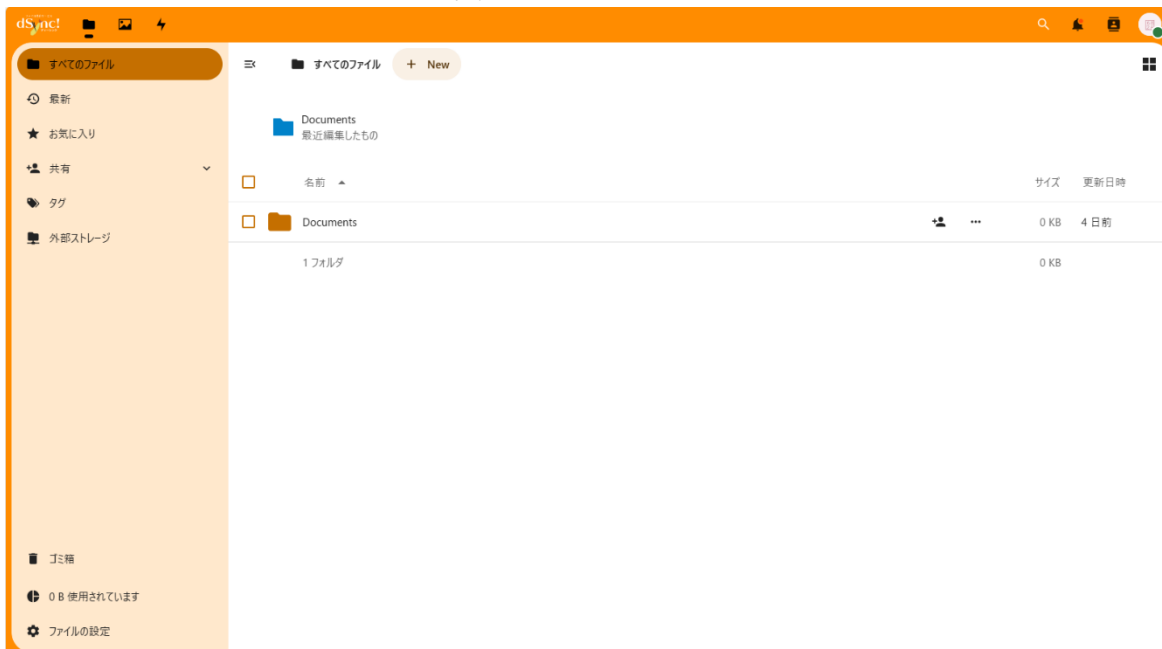 dSync!
すべてのファイル
最新
お気に入り
共有
タグ
外部ストレージ
ゴミ箱
0 B 使用されています
ファイルの設定
すべてのファイル + New
Documents
最近編集したもの
名前 サイズ 更新日時
Documents 0 KB 4 日前
1 フォルダ 0 KB